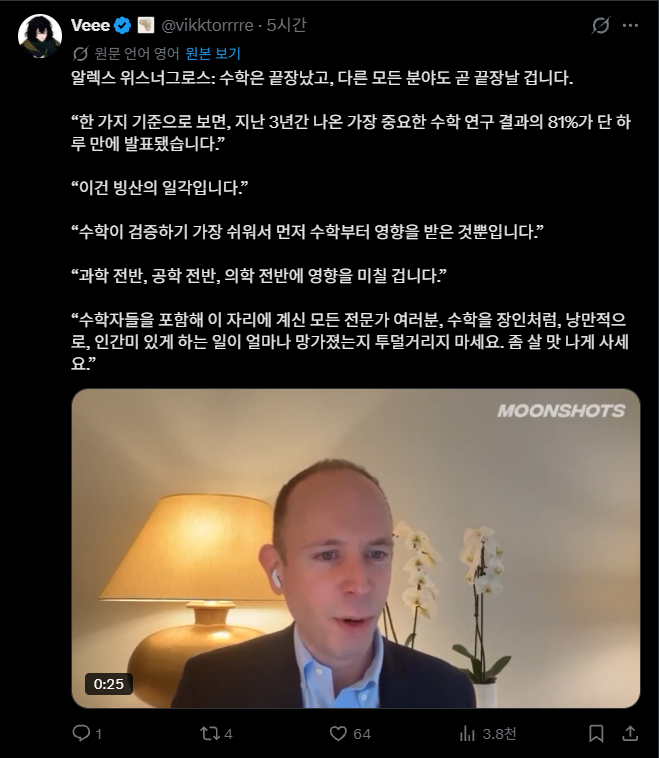 Veee @vikktorrrre · 5시간
원문 언어 영어 원본 보기
알렉스 위스너그로스: 수학은 끝장났고, 다른 모든 분야도 곧 끝장날 겁니다.
“한 가지 기준으로 보면, 지난 3년간 나온 가장 중요한 수학 연구 결과의 81%가 단 하
루 만에 발표됐습니다.”
“이건 빙산의 일각입니다.”
“수학이 검증하기 가장 쉬워서 먼저 수학부터 영향을 받은 것뿐입니다.”
“과학 전반, 공학 전반, 의학 전반에 영향을 미칠 겁니다.”
“수학자들을 포함해 이 자리에 계신 모든 전문가 여러분, 수학을 장인처럼, 낭만적으
로, 인간미 있게 하는 일이 얼마나 망가졌는지 투덜거리지 마세요. 좀 살 맛 나게 사세
요.”
MOONSHOTS
0:25
1 4 64 3.8천